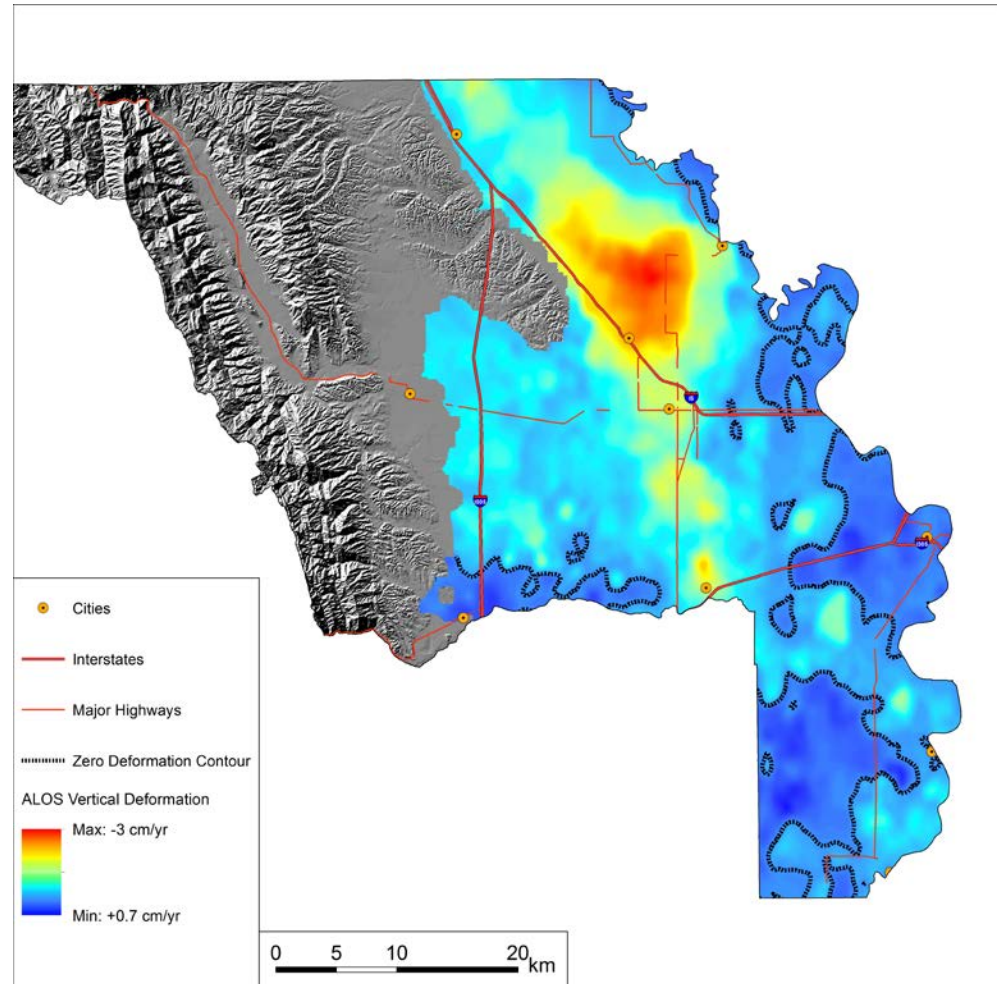 Cities
Interstates
Major Highways
Zero Deformation Contour
ALOS Vertical Deformation
Max: -3 cm/yr
Min: +0.7 cm/yr
0 5 10 20
km